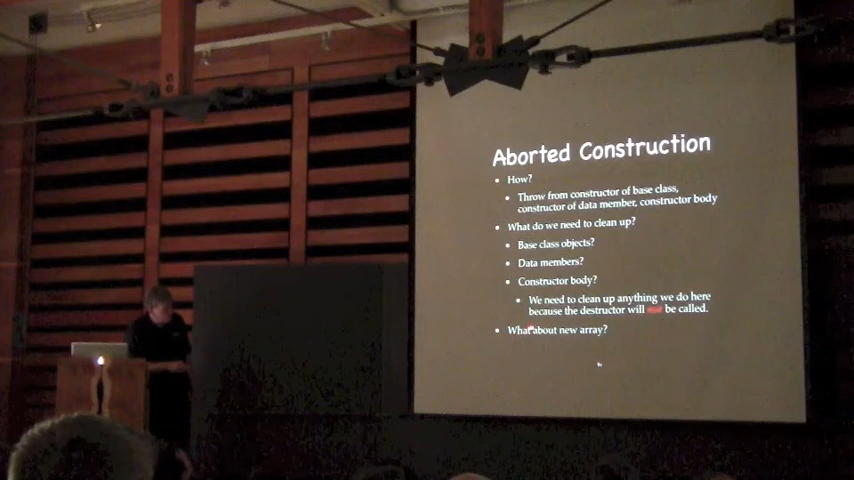 Aborted Construction
• How?
• Throw from constructor of base class,
constructor of data member, constructor body
• What do we need to clean up?
• Base class objects?
• Data members?
• Constructor body?
• We need to clean up anything we do here
because the destructor will not be called.
• What about new array?